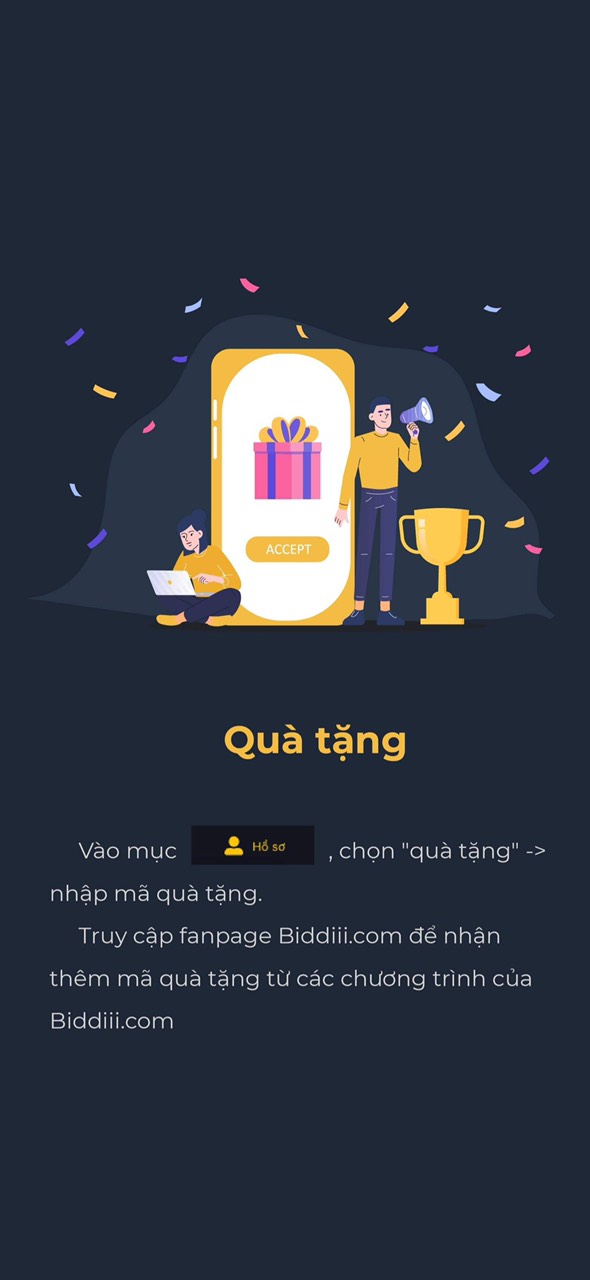 ACCEPT
Quà tặng
Vào mục Hồ sơ , chọn "quà tặng" ->
nhập mã quà tặng.
Truy cập fanpage Biddiii.com để nhận
thêm mã quà tặng từ các chương trình của
Biddiii.com